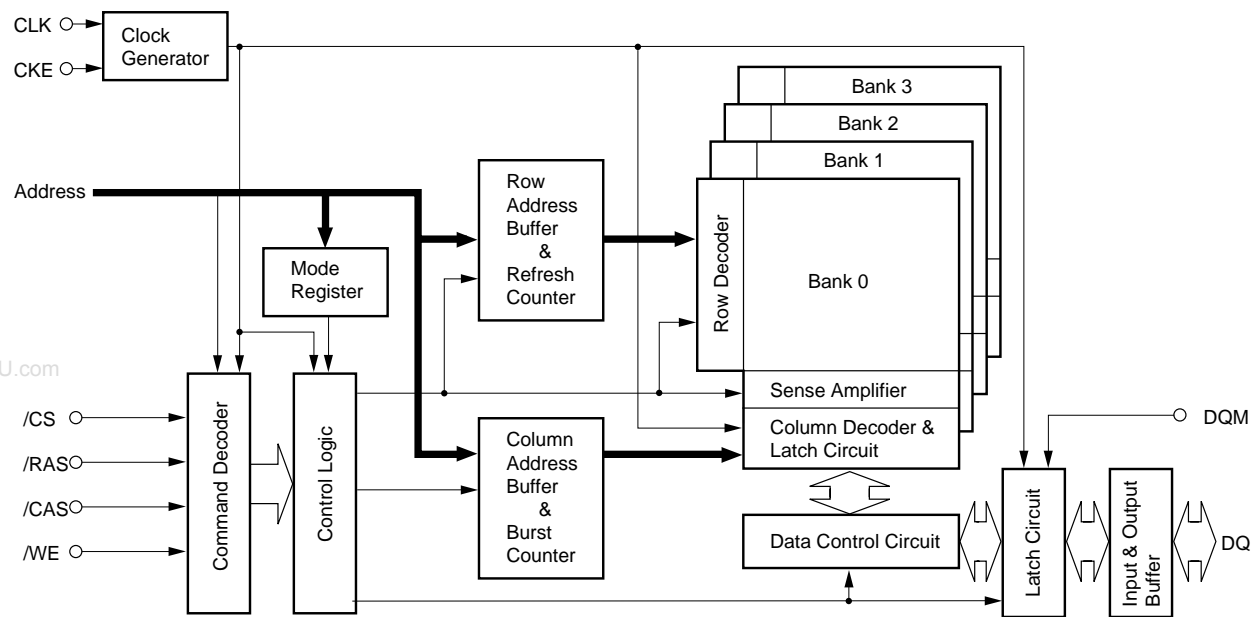 CLK
CKE
Clock
Generator
Bank 3
Bank 2
Bank 1
Bank 0
Address
Row
Address
Buffer
&
Refresh
Counter
Row Decoder
Mode
Register
U.com
Sense Amplifier
Column Decoder &
Latch Circuit
/CS
/RAS
/CAS
/WE
Command Decoder
Control Logic
Column
Address
Buffer
&
Burst
Counter
Data Control Circuit
Latch Circuit
Input & Output
Buffer
DQM
DQ